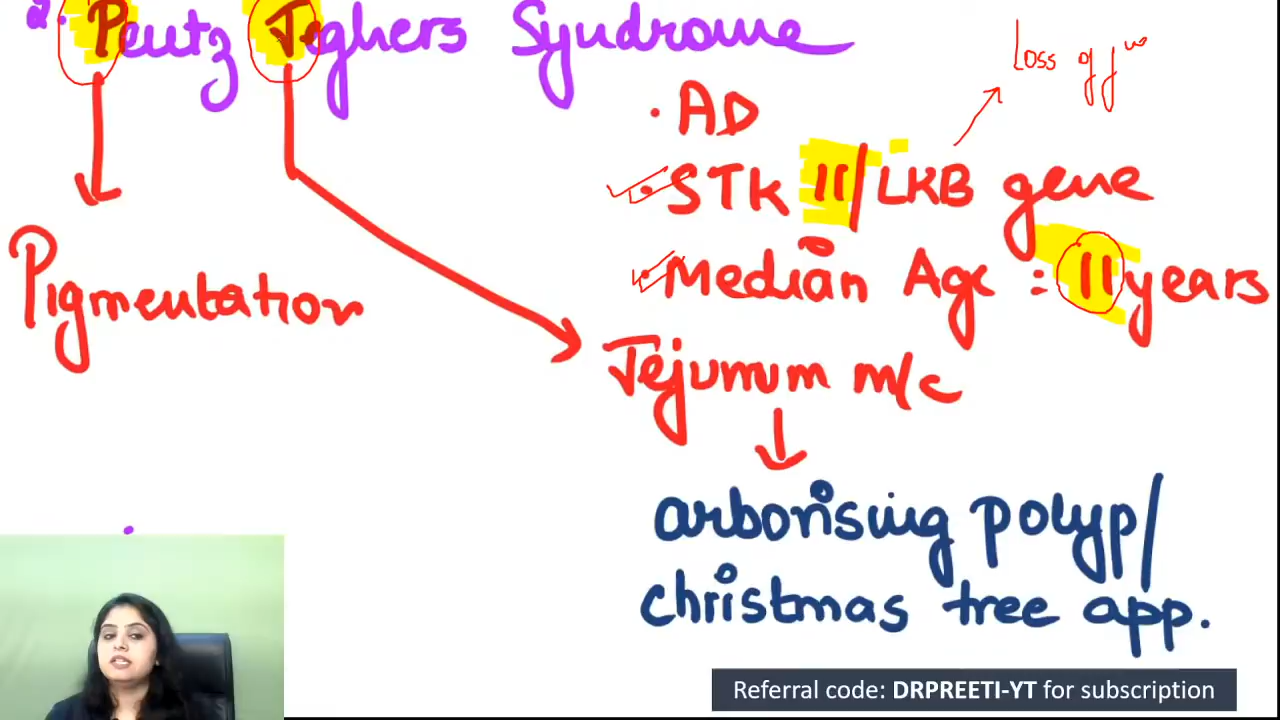 2. Peutz Jeghers Syndrome
Loss of fn
. AD
. STK 11/LKB gene
. Median Age = 11 years
Pigmentation
Jejunum m/c
arborising polyp/
christmas tree app.
Referral code: DRPREETI-YT for subscription